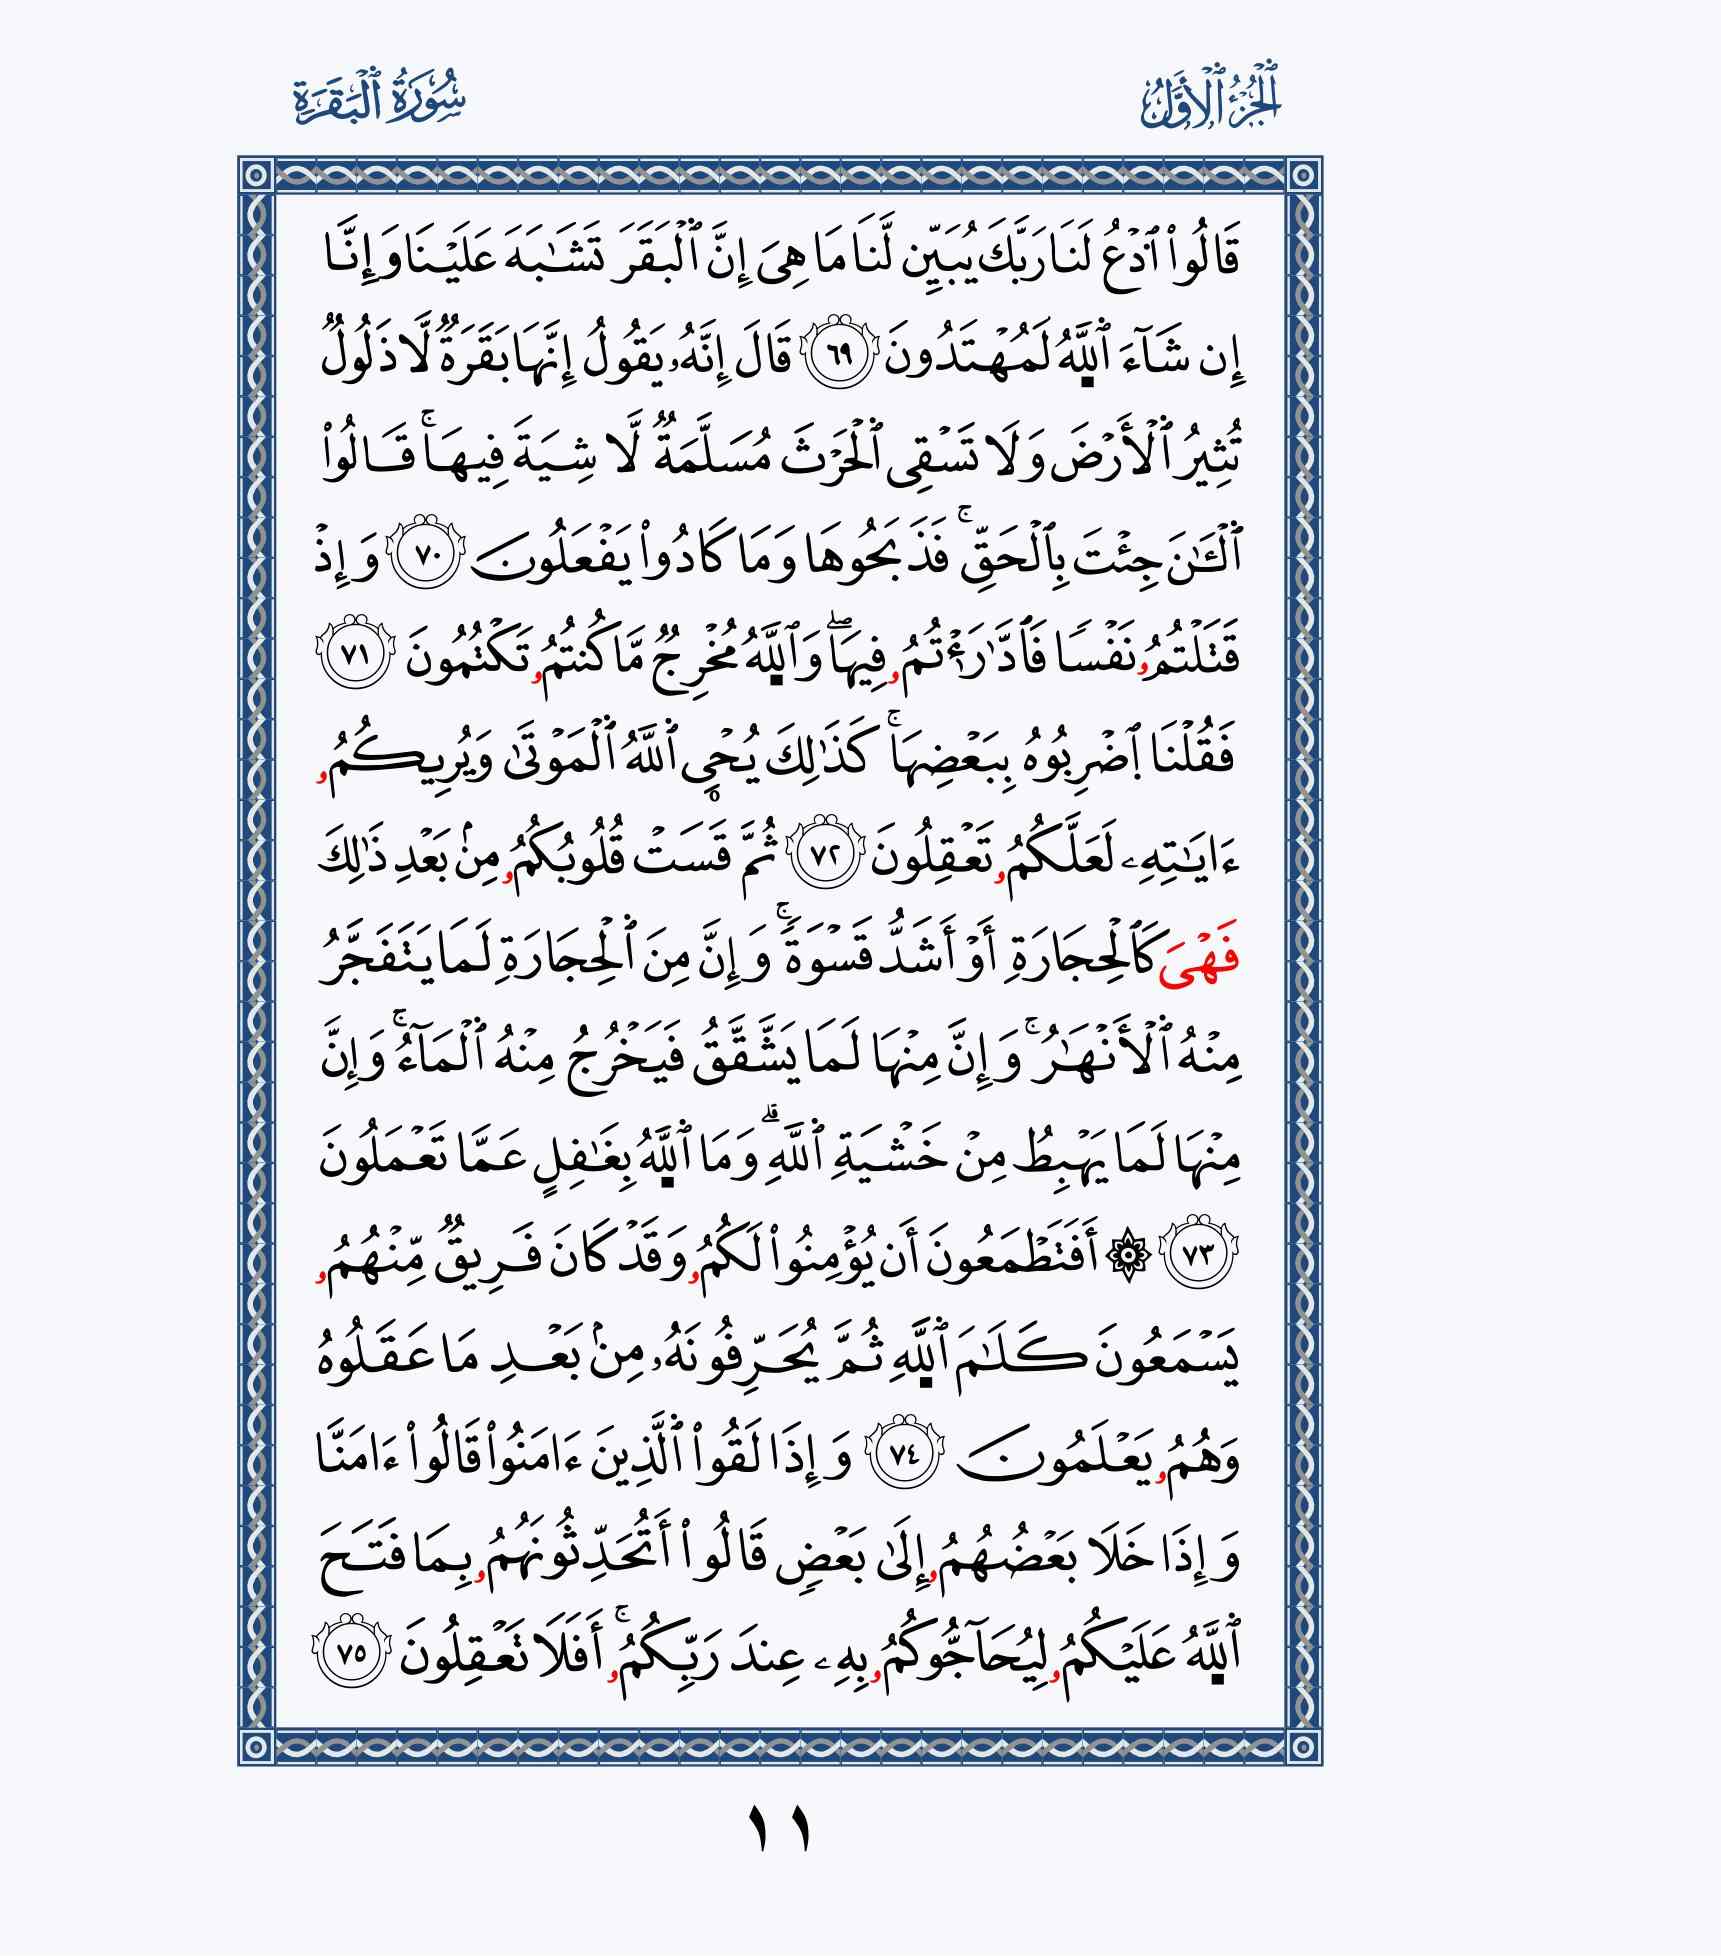 الجُزْءُ ٱلْأَوَّلُ
سُورَةُ ٱلْبَقَرَةِ
قَالُوا۟ ٱدْعُ لَنَا رَبَّكَ يُبَيِّن لَّنَا مَا هِىَ إِنَّ ٱلْبَقَرَ تَشَٰبَهَ عَلَيْنَا وَإِنَّا
إِن شَآءَ ٱللَّهُ لَمُهْتَدُونَ ٦٩ قَالَ إِنَّهُۥ يَقُولُ إِنَّهَا بَقَرَةٌ لَّا ذَلُولٌ
تُثِيرُ ٱلْأَرْضَ وَلَا تَسْقِى ٱلْحَرْثَ مُسَلَّمَةٌ لَّا شِيَةَ فِيهَا ۚ قَالُوا۟
ٱلْـَٰٔنَ جِئْتَ بِٱلْحَقِّ ۚ فَذَبَحُوهَا وَمَا كَادُوا۟ يَفْعَلُونَ ٧٠ وَإِذْ
قَتَلْتُمُۥ نَفْسًا فَٱدَّٰرَْٰٔتُمُۥ فِيهَا ۖ وَٱللَّهُ مُخْرِجٌ مَّا كُنتُمُۥ تَكْتُمُونَ ٧١
فَقُلْنَا ٱضْرِبُوهُ بِبَعْضِهَا ۚ كَذَٰلِكَ يُحْىِ ٱللَّهُ ٱلْمَوْتَىٰ وَيُرِيكُمُۥ
ءَايَٰتِهِۦ لَعَلَّكُمُۥ تَعْقِلُونَ ٧٢ ثُمَّ قَسَتْ قُلُوبُكُمُۥ مِنۢ بَعْدِ ذَٰلِكَ
فَهْىَ كَٱلْحِجَارَةِ أَوْ أَشَدُّ قَسْوَةً ۚ وَإِنَّ مِنَ ٱلْحِجَارَةِ لَمَا يَتَفَجَّرُ
مِنْهُ ٱلْأَنْهَٰرُ ۚ وَإِنَّ مِنْهَا لَمَا يَشَّقَّقُ فَيَخْرُجُ مِنْهُ ٱلْمَآءُ ۚ وَإِنَّ
مِنْهَا لَمَا يَهْبِطُ مِنْ خَشْيَةِ ٱللَّهِ ۗ وَمَا ٱللَّهُ بِغَٰفِلٍ عَمَّا تَعْمَلُونَ
٧٣ ۞ أَفَتَطْمَعُونَ أَن يُؤْمِنُوا۟ لَكُمُۥ وَقَدْ كَانَ فَرِيقٌ مِّنْهُمُۥ
يَسْمَعُونَ كَلَٰمَ ٱللَّهِ ثُمَّ يُحَرِّفُونَهُۥ مِنۢ بَعْدِ مَا عَقَلُوهُ
وَهُمُۥ يَعْلَمُونَ ٧٤ وَإِذَا لَقُوا۟ ٱلَّذِينَ ءَامَنُوا۟ قَالُوا۟ ءَامَنَّا
وَإِذَا خَلَا بَعْضُهُمُۥ إِلَىٰ بَعْضٍ قَالُوا۟ أَتُحَدِّثُونَهُمُۥ بِمَا فَتَحَ
ٱللَّهُ عَلَيْكُمُۥ لِيُحَآجُّوكُمُۥ بِهِۦ عِندَ رَبِّكُمُۥ ۚ أَفَلَا تَعْقِلُونَ ٧٥
١١